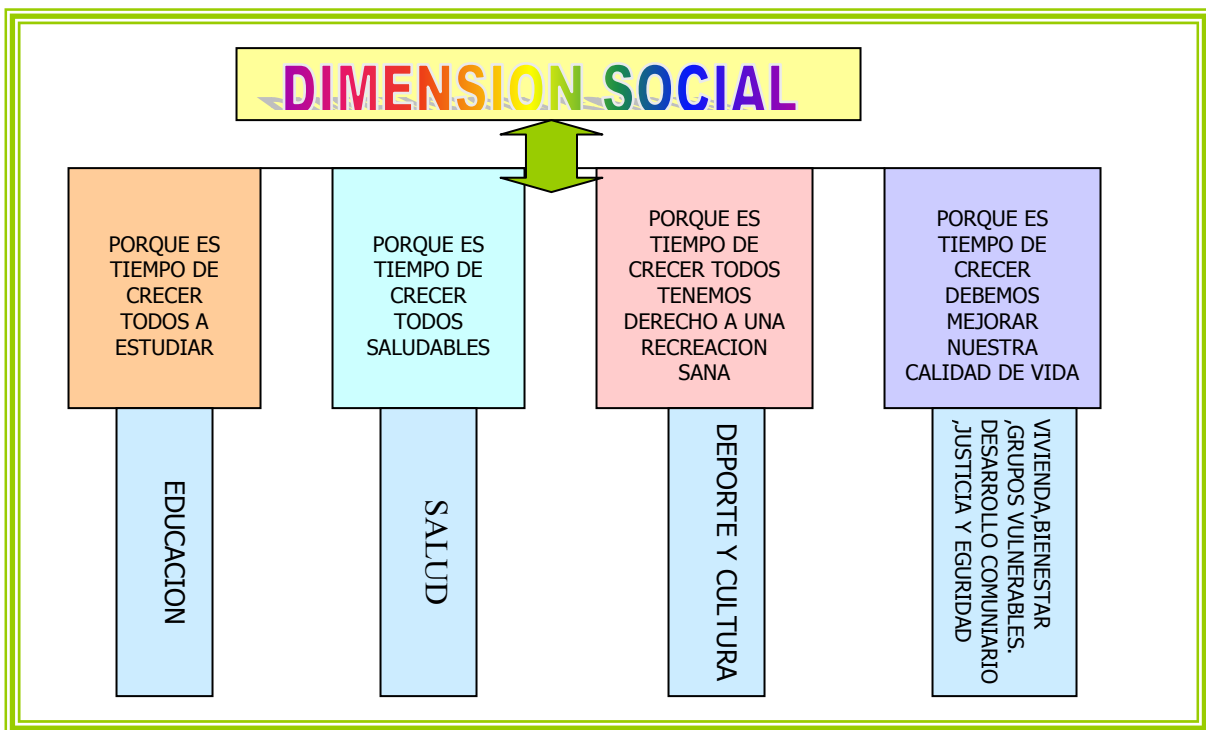 DIMENSION SOCIAL
PORQUE ES
TIEMPO DE
CRECER
TODOS A
ESTUDIAR
PORQUE ES
TIEMPO DE
CRECER
TODOS
SALUDABLES
PORQUE ES
TIEMPO DE
CRECER TODOS
TENEMOS
DERECHO A UNA
RECREACION
SANA
PORQUE ES
TIEMPO DE
CRECER
DEBEMOS
MEJORAR
NUESTRA
CALIDAD DE VIDA
EDUCACION
SALUD
DEPORTE Y CULTURA
VIVIENDA,BIENESTAR
,GRUPOS VULNERABLES.
DESARROLLO COMUNIARIO
,JUSTICIA Y EGURIDAD